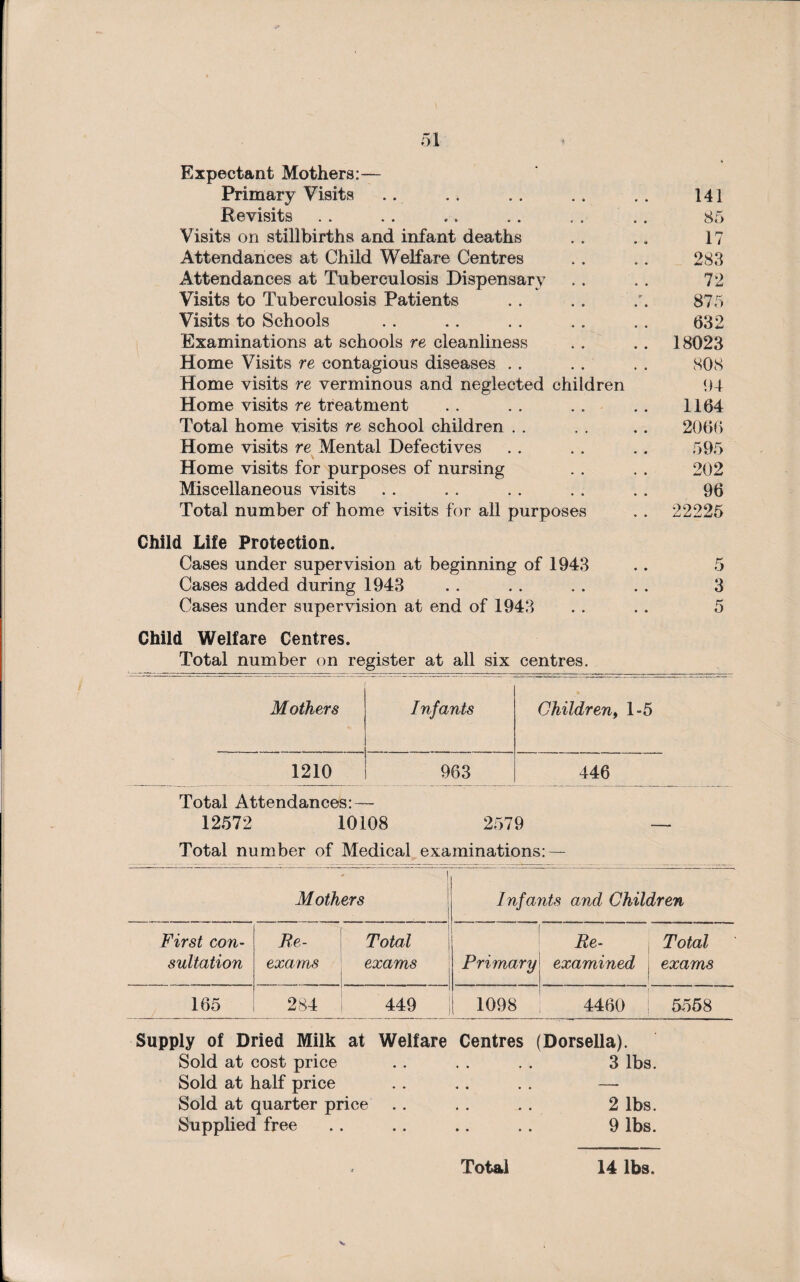 51
Expectant Mothers:—
Primary Visits .. .. .. .. .. 141
Revisits .. .. .. .. .. .. 85
Visits on stillbirths and infant deaths .. .. 17
Attendances at Child Welfare Centres .. .. 283
Attendances at Tuberculosis Dispensary .. .. 72
Visits to Tuberculosis Patients .. .. .. 875
Visits to Schools .. .. .. .. .. 632
Examinations at schools re cleanliness .. .. 18023
Home Visits re contagious diseases .. .. .. 808
Home visits re verminous and neglected children 94
Home visits re treatment .. .. .. .. 1164
Total home visits re school children .. .. .. 2066
Home visits re Mental Defectives .. .. .. 595
Home visits for purposes of nursing .. .. 202
Miscellaneous visits .. .. .. .. .. 96
Total number of home visits for all purposes .. 22225
Child Life Protection.
Cases under supervision at beginning of 1943 .. 5
Cases added during 1943 .. .. .. .. 3
Cases under supervision at end of 1943 .. .. 5
Child Welfare Centres.
Total number on register at all six centres.
Mothers Infants Children, 1-5
1210 963 446
Total Attendances:—
12572 10108 2579 —
Total number of Medical examinations:—
Mothers Infants and Children
First con- Re- Total Re- Total
sultation exams exams Primary examined exams
165 284 449 1098 4460 5558
Supply of Dried Milk at Welfare Centres (Dorsella).
Sold at cost price .. .. .. 3 lbs.
Sold at half price .. .. .. —
Sold at quarter price .. .. .. 2 lbs.
Supplied free .. .. .. .. 9 lbs.
Total 14 lbs.